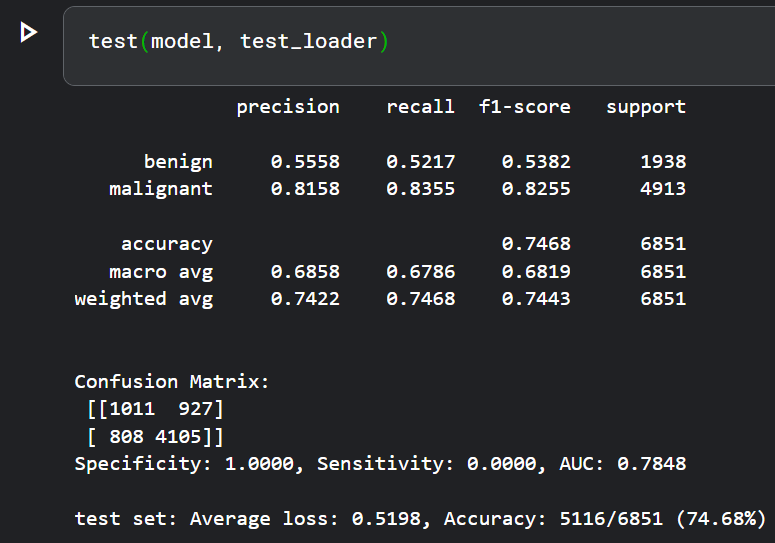 test(model, test_loader)
precision recall f1-score support
benign 0.5558 0.5217 0.5382 1938
malignant 0.8158 0.8355 0.8255 4913
accuracy 0.7468 6851
macro avg 0.6858 0.6786 0.6819 6851
weighted avg 0.7422 0.7468 0.7443 6851
Confusion Matrix:
[[1011 927]
[ 808 4105]]
Specificity: 1.0000, Sensitivity: 0.0000, AUC: 0.7848
test set: Average loss: 0.5198, Accuracy: 5116/6851 (74.68%)